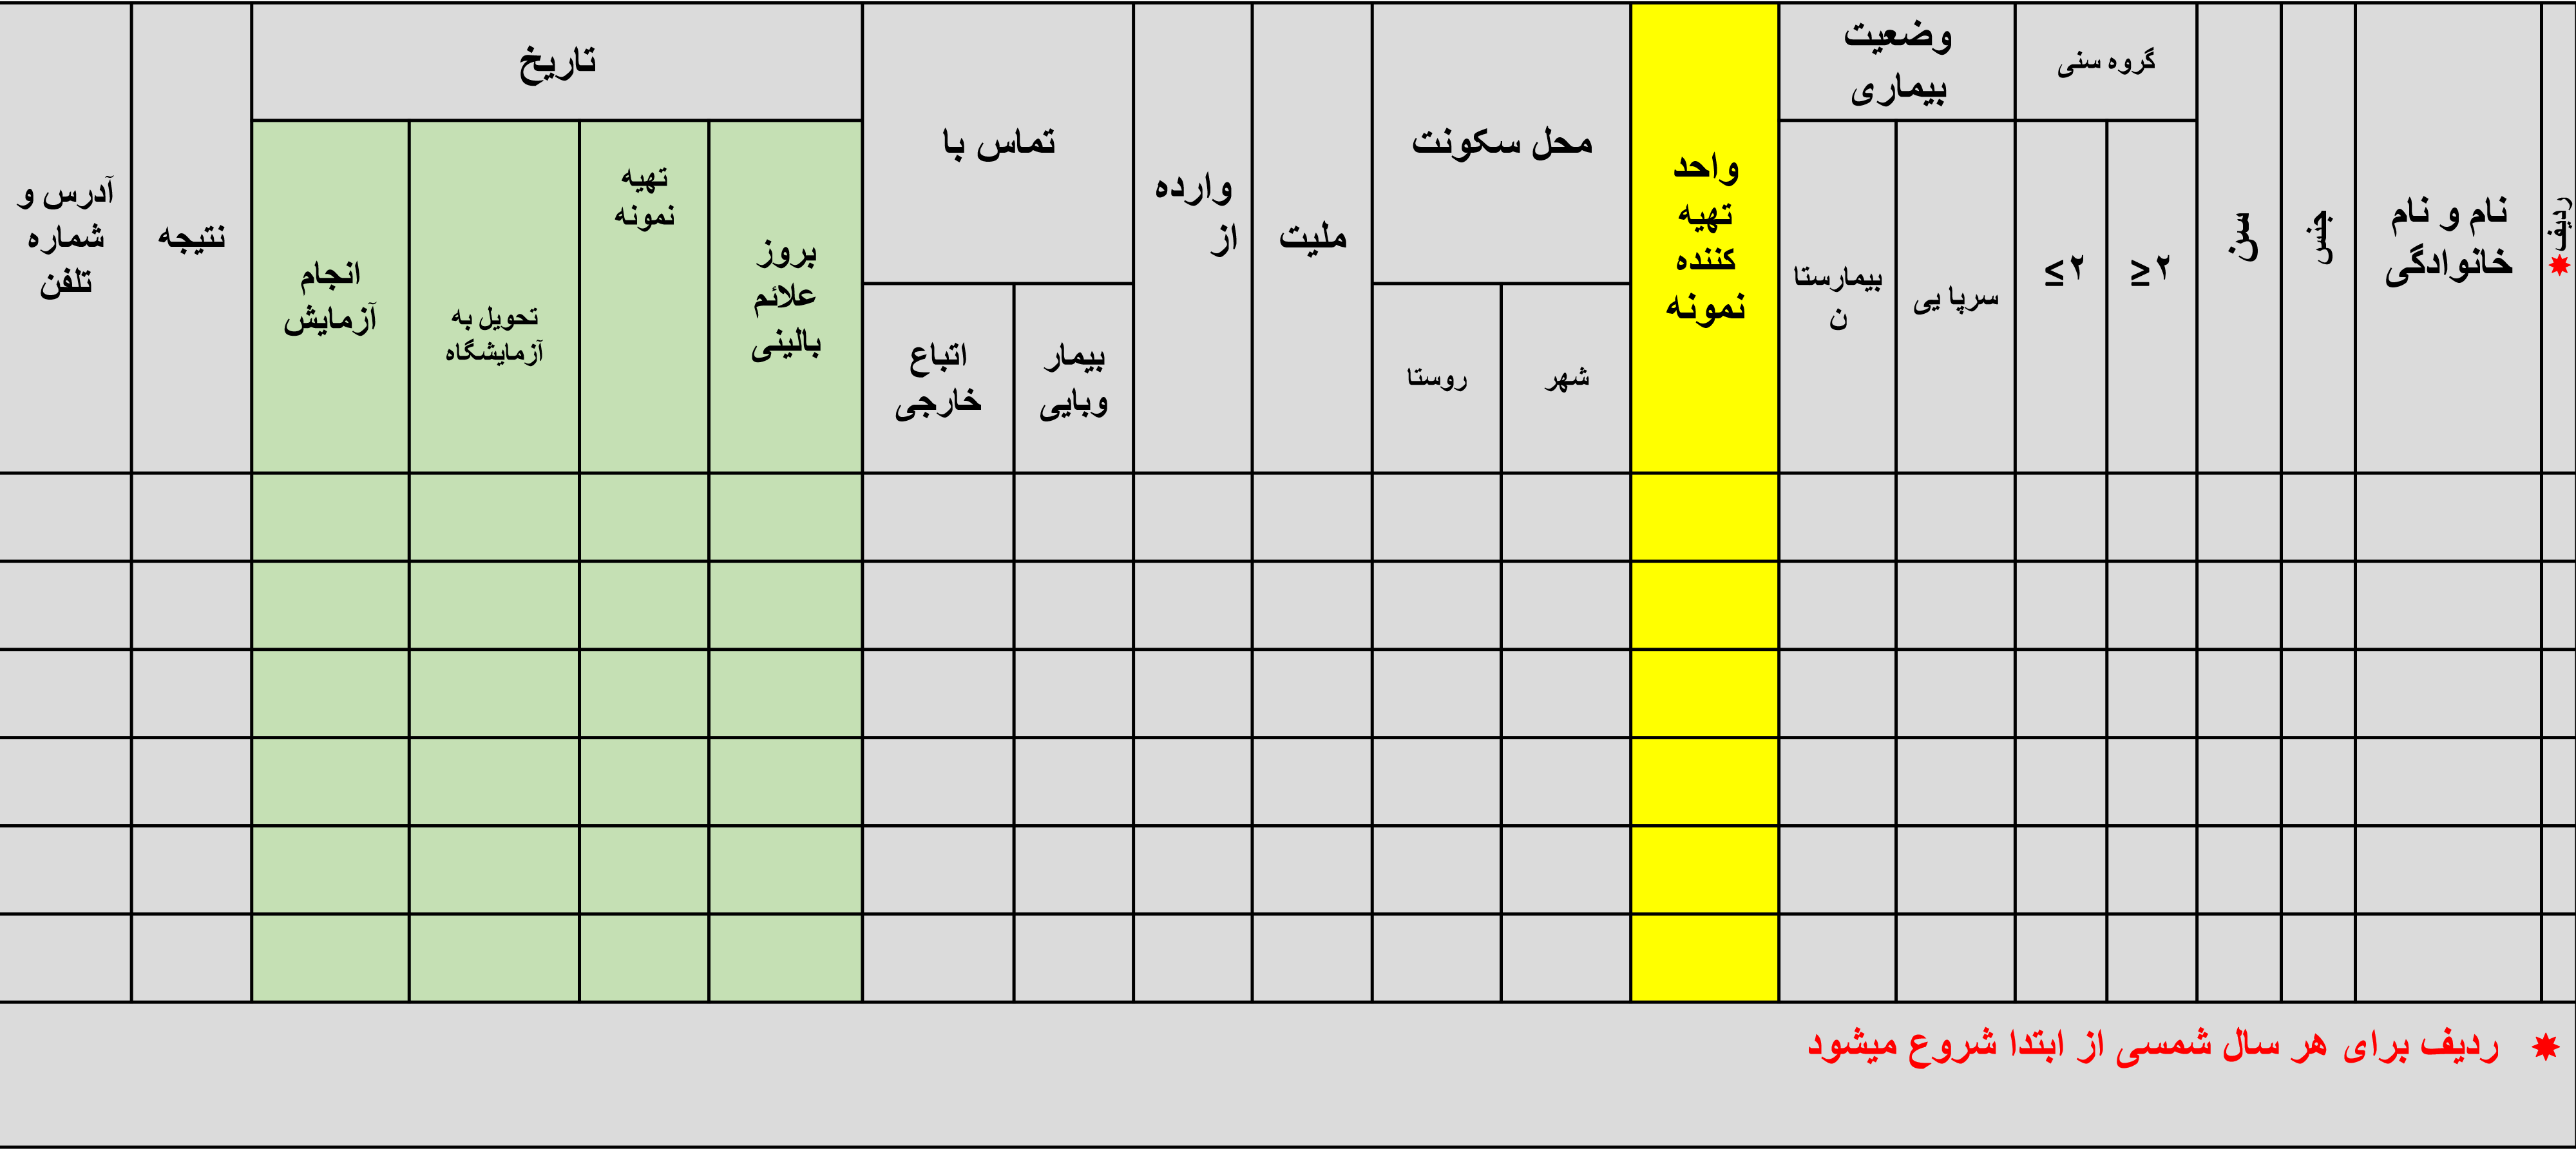 ردیف*
نام و نام
خانوادگی
جنس
سن
گروه سنی
≥۲
≤۲
وضعیت
بیماری
سرپا یی
بیمارستا
ن
واحد
تهیه
کننده
نمونه
محل سکونت
شهر
روستا
ملیت
وارده
از
تماس با
بیمار
وبایی
اتباع
خارجی
تاریخ
بروز
علائم
بالینی
تهیه
نمونه
تحویل به
آزمایشگاه
انجام
آزمایش
نتیجه
آدرس و
شماره
تلفن
* ردیف برای هر سال شمسی از ابتدا شروع میشود